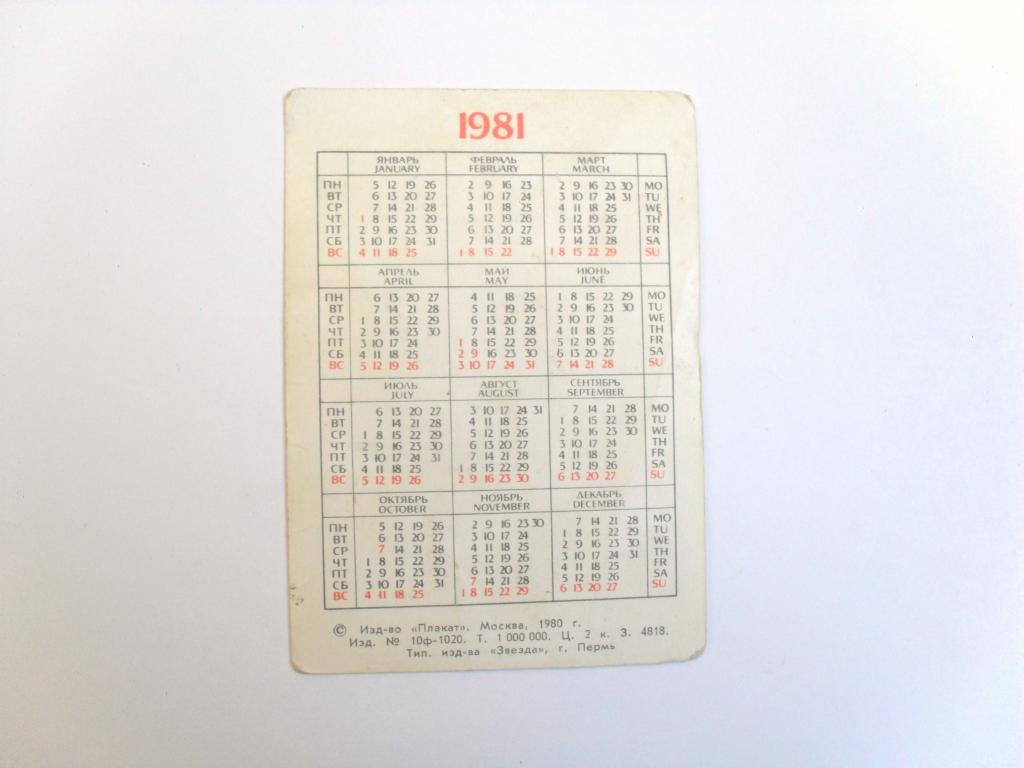 1981
ЯНВАРЬ ФЕВРАЛЬ МАРТ
JANUARY FEBRUARY MARCH
ПН 5 12 19 26 2 9 16 23 2 9 16 23 30 MO
ВТ 6 13 20 27 3 10 17 24 3 10 17 24 31 TU
СР 7 14 21 28 4 11 18 25 4 11 18 25 WE
ЧТ 1 8 15 22 29 5 12 19 26 5 12 19 26 TH
ПТ 2 9 16 23 30 6 13 20 27 6 13 20 27 FR
СБ 3 10 17 24 31 7 14 21 28 7 14 21 28 SA
ВС 4 11 18 25 1 8 15 22 1 8 15 22 29 SU
АПРЕЛЬ МАЙ ИЮНЬ
APRIL MAY JUNE
ПН 6 13 20 27 4 11 18 25 1 8 15 22 29 MO
ВТ 7 14 21 28 5 12 19 26 2 9 16 23 30 TU
СР 1 8 15 22 29 6 13 20 27 3 10 17 24 WE
ЧТ 2 9 16 23 30 7 14 21 28 4 11 18 25 TH
ПТ 3 10 17 24 1 8 15 22 29 5 12 19 26 FR
СБ 4 11 18 25 2 9 16 23 30 6 13 20 27 SA
ВС 5 12 19 26 3 10 17 24 31 7 14 21 28 SU
ИЮЛЬ АВГУСТ СЕНТЯБРЬ
JULY AUGUST SEPTEMBER
ПН 6 13 20 27 3 10 17 24 31 7 14 21 28 MO
ВТ 7 14 21 28 4 11 18 25 1 8 15 22 29 TU
СР 1 8 15 22 29 5 12 19 26 2 9 16 23 30 WE
ЧТ 2 9 16 23 30 6 13 20 27 3 10 17 24 TH
ПТ 3 10 17 24 31 7 14 21 28 4 11 18 25 FR
СБ 4 11 18 25 1 8 15 22 29 5 12 19 26 SA
ВС 5 12 19 26 2 9 16 23 30 6 13 20 27 SU
ОКТЯБРЬ НОЯБРЬ ДЕКАБРЬ
OCTOBER NOVEMBER DECEMBER
ПН 5 12 19 26 2 9 16 23 30 7 14 21 28 MO
ВТ 6 13 20 27 3 10 17 24 1 8 15 22 29 TU
СР 7 14 21 28 4 11 18 25 2 9 16 23 30 WE
ЧТ 1 8 15 22 29 5 12 19 26 3 10 17 24 31 TH
ПТ 2 9 16 23 30 6 13 20 27 4 11 18 25 FR
СБ 3 10 17 24 31 7 14 21 28 5 12 19 26 SA
ВС 4 11 18 25 1 8 15 22 29 6 13 20 27 SU
© Изд-во «Плакат». Москва, 1980 г.
Изд. № 10ф-1020. Т. 1 000 000. Ц. 2 к. З. 4818.
Тип. изд-ва «Звезда», г. Пермь